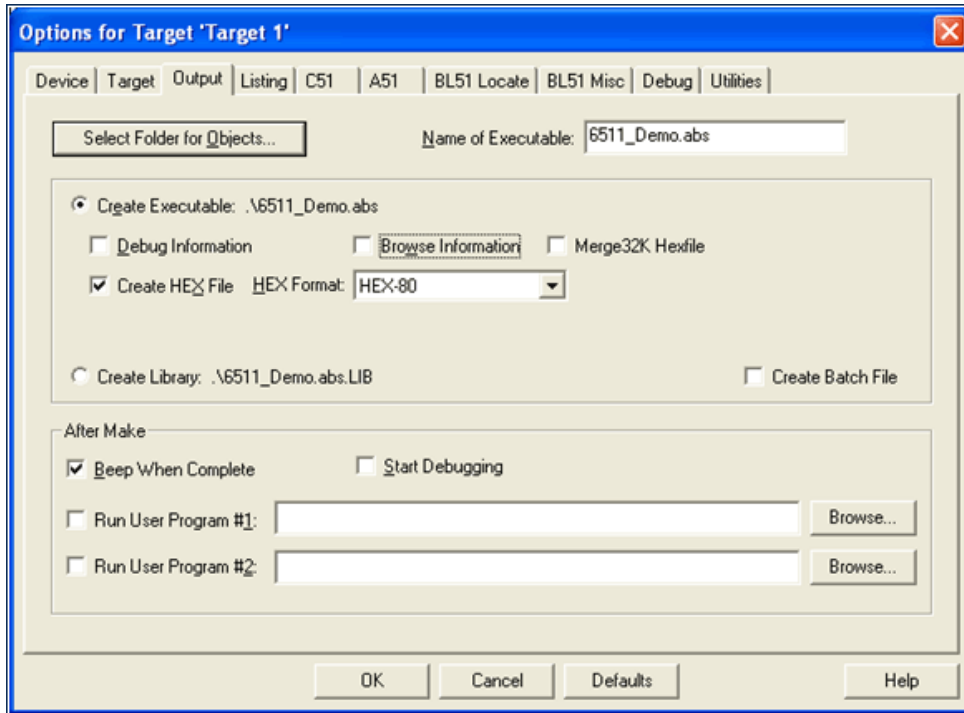 Options for Target 'Target 1'
Device Target Output Listing C51 A51 BL51 Locate BL51 Misc Debug Utilities
Select Folder for Objects... Name of Executable: 6511_Demo.abs
Create Executable: .\6511_Demo.abs
Debug Information Browse Information Merge32K Hexfile
Create HEX File HEX Format: HEX-80
Create Library: .\6511_Demo.abs.LIB Create Batch File
After Make
Beep When Complete Start Debugging
Run User Program #1: Browse...
Run User Program #2: Browse...
OK Cancel Defaults Help